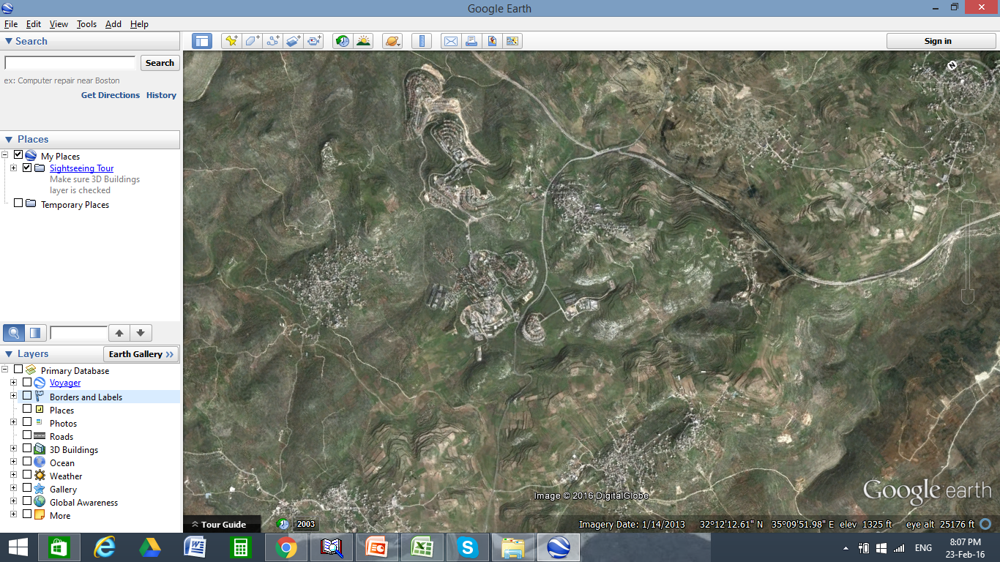 Google Earth
File Edit View Tools Add Help
Search
Sign in
Search
ex: Computer repair near Boston
Get Directions History
Places
My Places
Sightseeing Tour
Make sure 3D Buildings
layer is checked
Temporary Places
Layers
Earth Gallery >>
Primary Database
Voyager
Borders and Labels
Places
Photos
Roads
3D Buildings
Ocean
Weather
Gallery
Global Awareness
More
N
Image © 2016 DigitalGlobe
Google earth
Tour Guide
2003
Imagery Date: 1/14/2013 32°12'12.61" N 35°09'51.98" E elev 1325 ft eye alt 25176 ft
ENG
8:07 PM
23-Feb-16